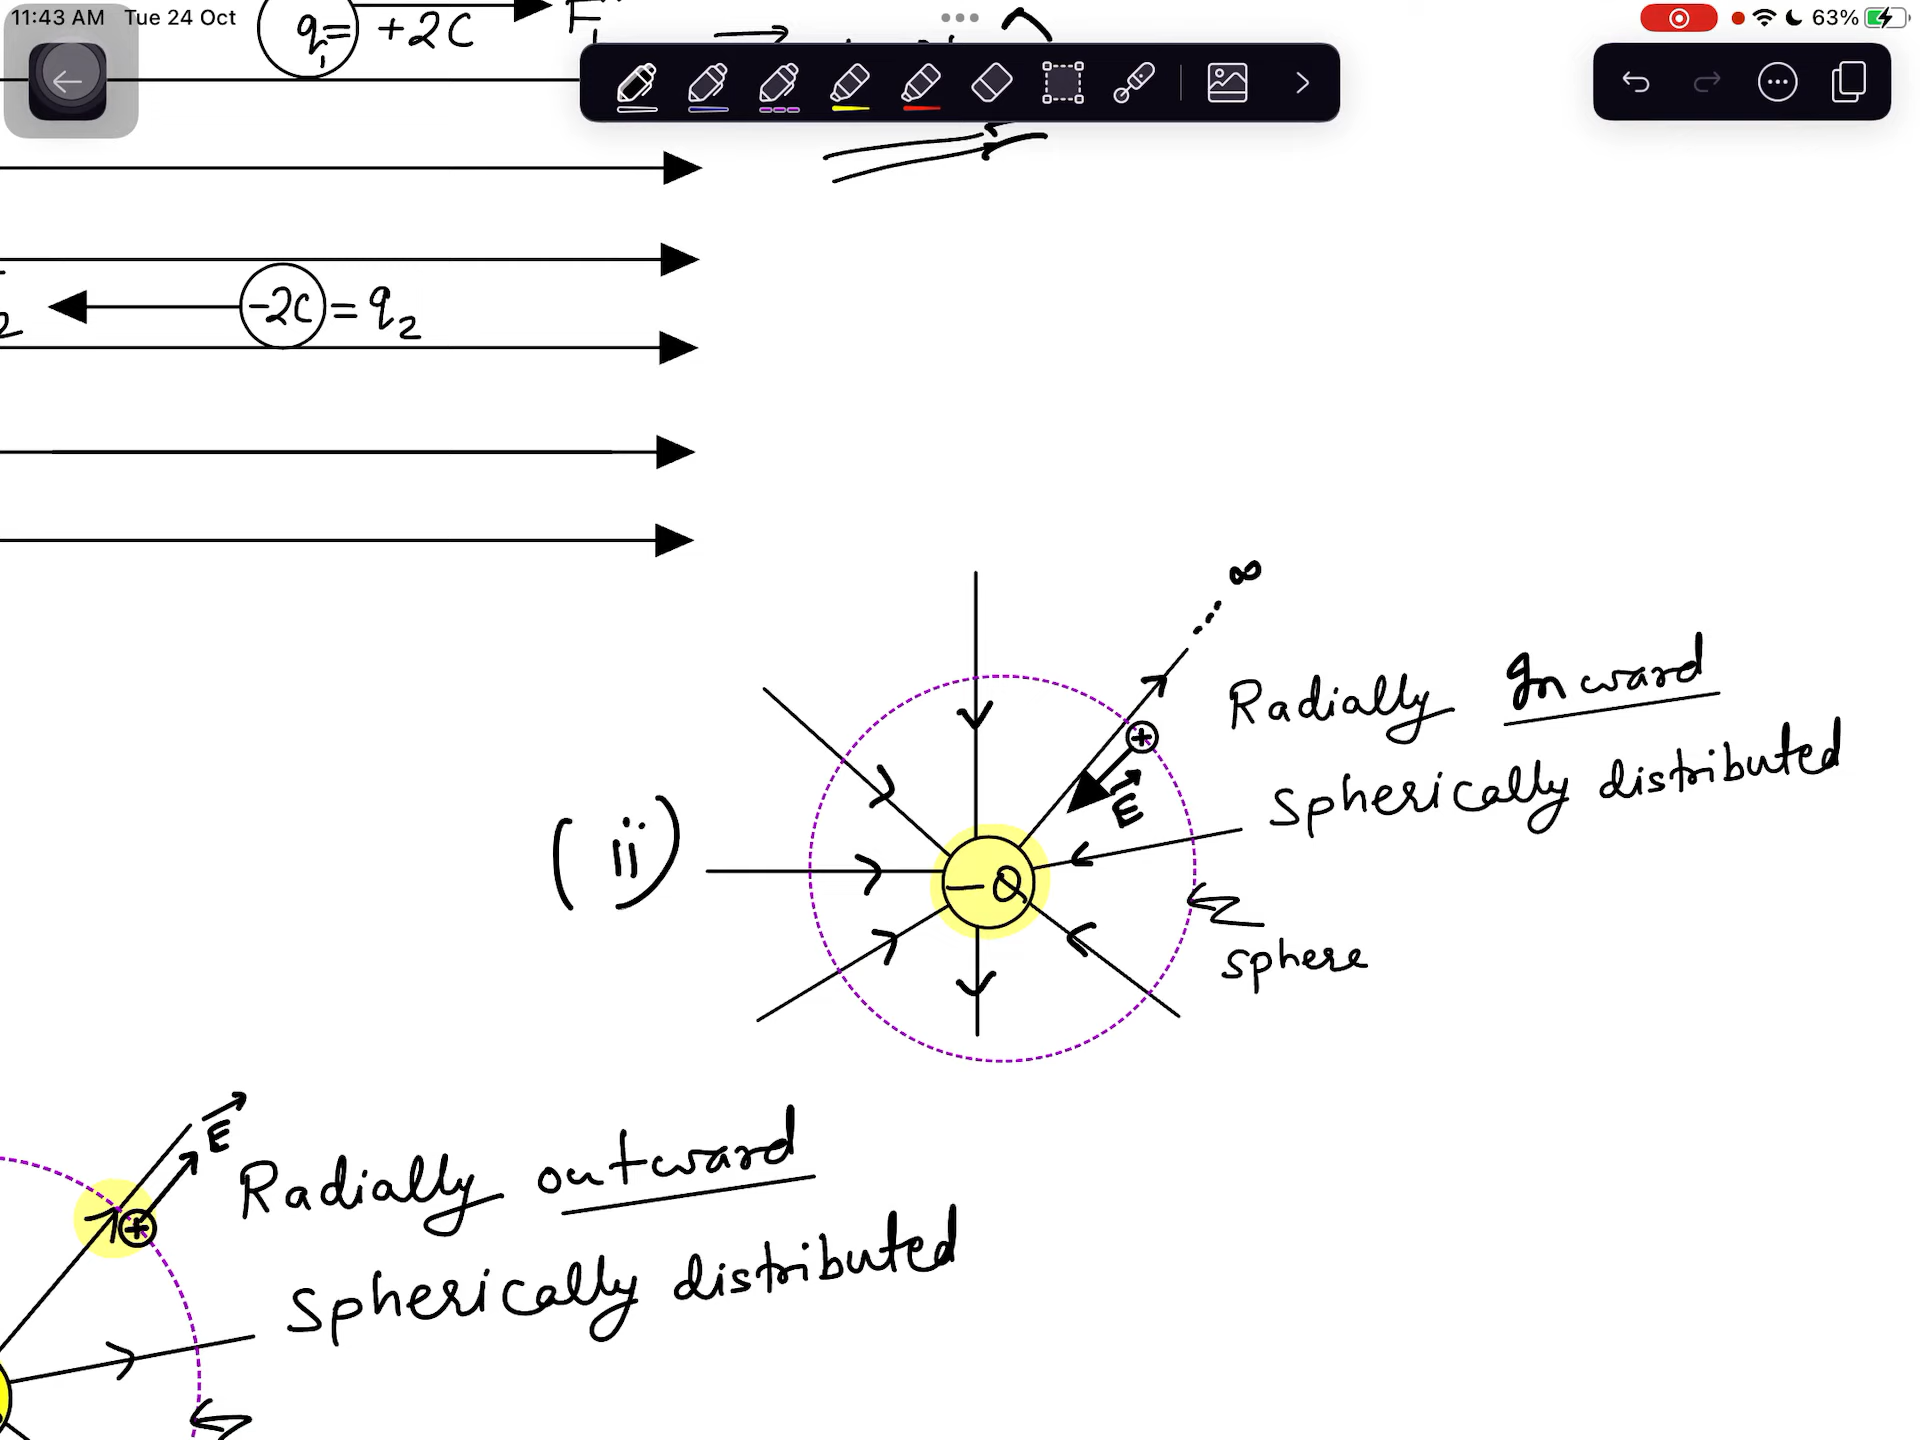 11:43 AM Tue 24 Oct
63%
q₁ = +2C
F₁
-2C = q₂
∞
Radially Inward
Spherically distributed
E
(ii)
-Q
sphere
E
Radially outward
Spherically distributed